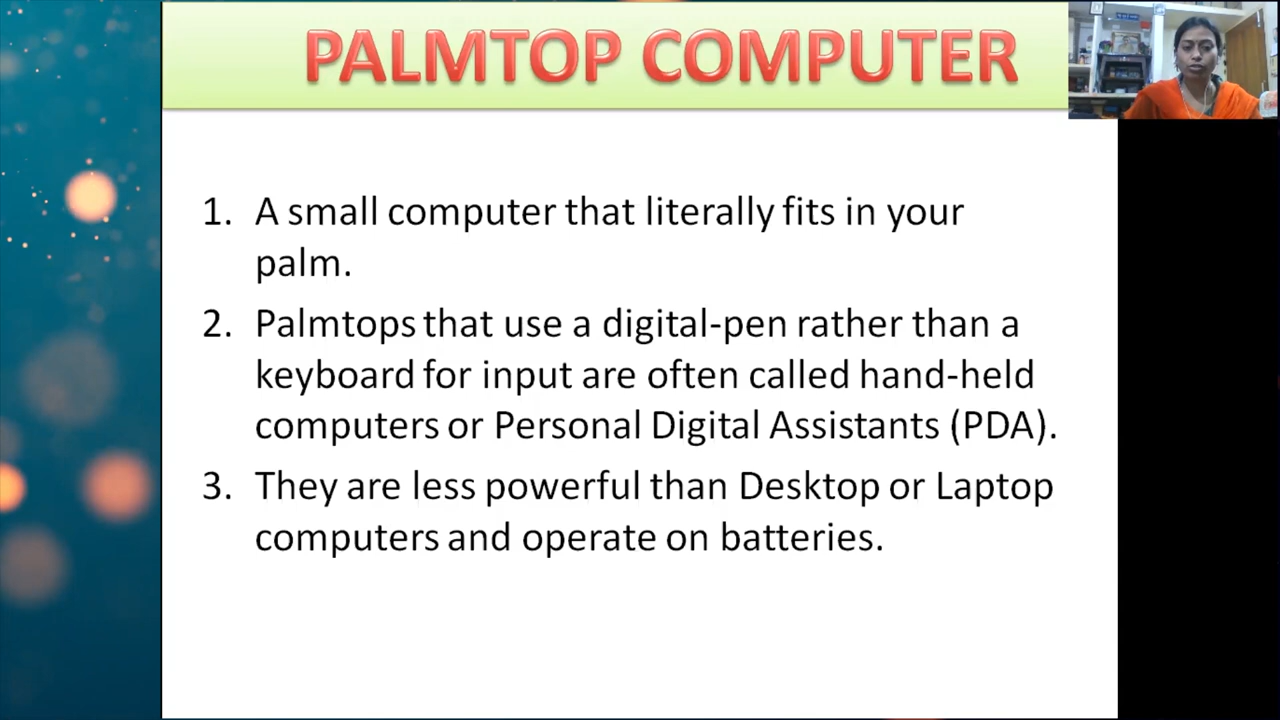 PALMTOP COMPUTER
1. A small computer that literally fits in your
palm.
2. Palmtops that use a digital-pen rather than a
keyboard for input are often called hand-held
computers or Personal Digital Assistants (PDA).
3. They are less powerful than Desktop or Laptop
computers and operate on batteries.